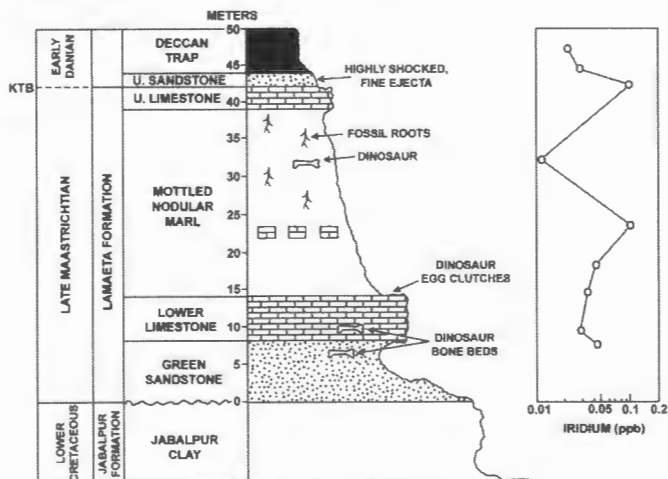 METERS
50
45
40
35
30
25
20
15
10
5
0
KTB
EARLY
DANIAN
LATE MAASTRICHTIAN
LOWER
CRETACEOUS
LAMAETA FORMATION
JABALPUR
FORMATION
DECCAN
TRAP
U. SANDSTONE
U. LIMESTONE
MOTTLED
NODULAR
MARL
LOWER
LIMESTONE
GREEN
SANDSTONE
JABALPUR
CLAY
HIGHLY SHOCKED,
FINE EJECTA
FOSSIL ROOTS
DINOSAUR
DINOSAUR
EGG CLUTCHES
DINOSAUR
BONE BEDS
0.01 0.05 0.1 0.2
IRIDIUM (ppb)